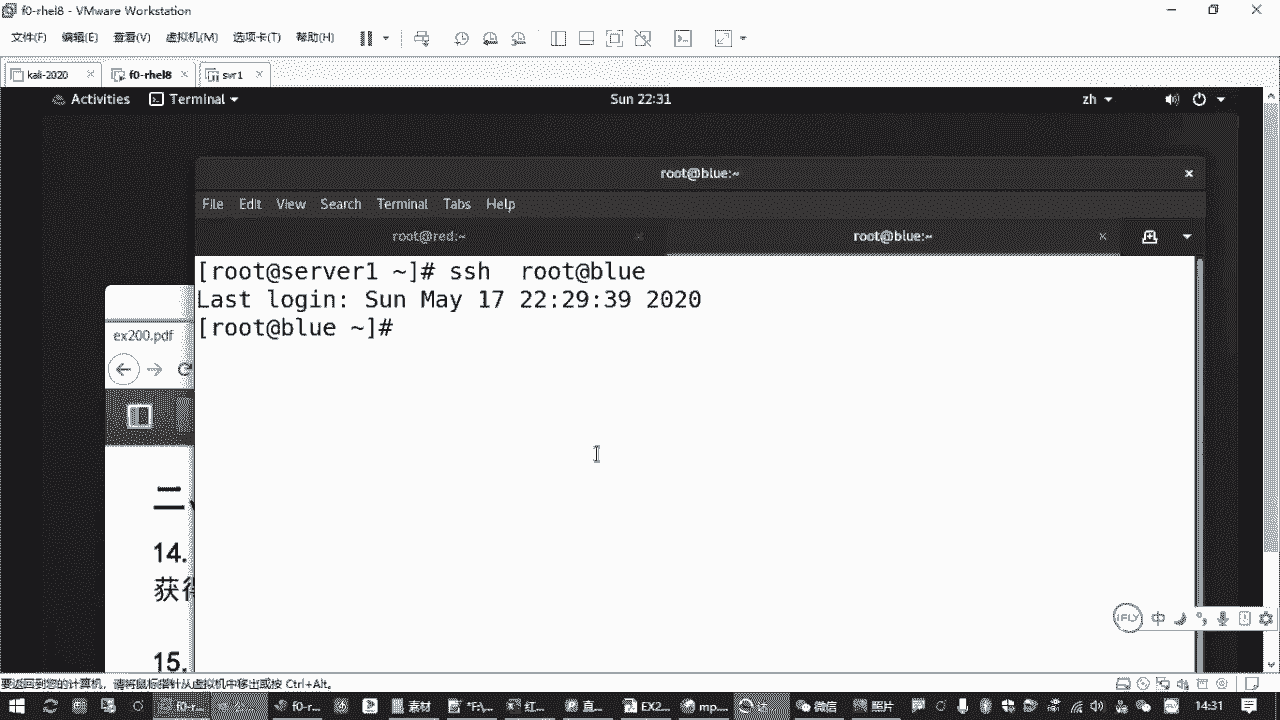 f0-rhel8 - VMware Workstation
文件(F) 编辑(E) 查看(V) 虚拟机(M) 选项卡(T) 帮助(H)
kali-2020 f0-rhel8 svr1
Activities Terminal Sun 22:31 zh
root@blue:~
File Edit View Search Terminal Tabs Help
root@red:~ root@blue:~
[root@server1 ~]# ssh  root@blue
Last login: Sun May 17 22:29:39 2020
[root@blue ~]#
ex200.pdf
二、
14.
获得
15.
iFLY 中
要返回到您的计算机，请将鼠标指针从虚拟机中移出或按 Ctrl+Alt。
f0-r... f0-r... 素材 *FA... 红... 直... EX2... mp... 微信 照片 14:31